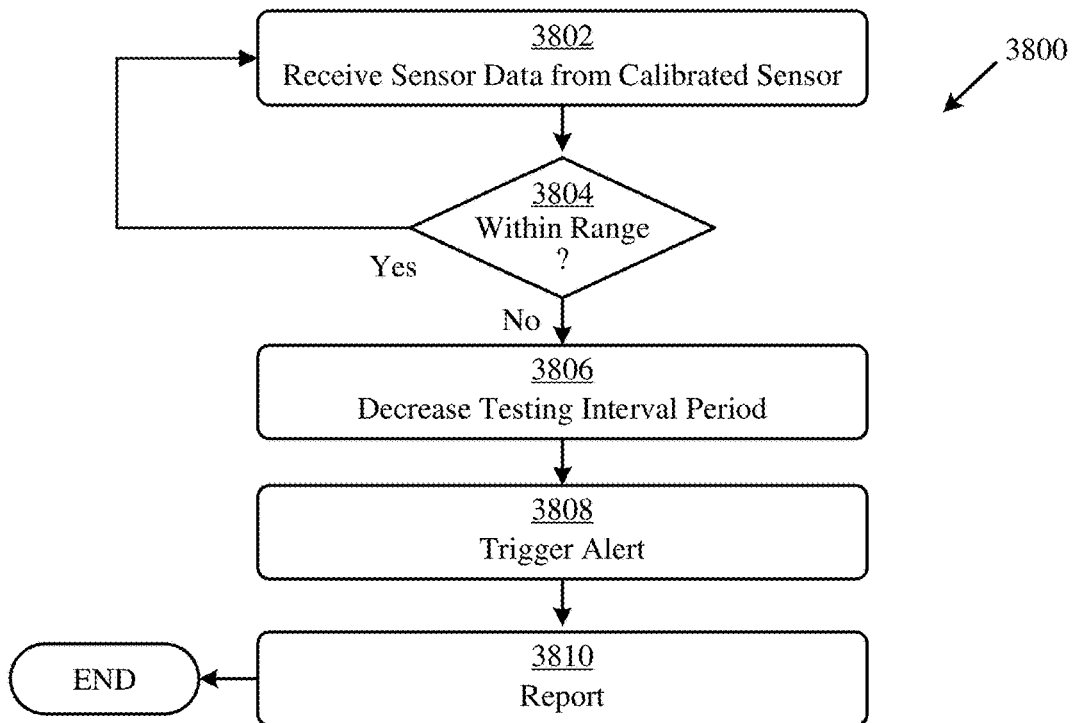 3802
Receive Sensor Data from Calibrated Sensor
3800
3804
Within Range
?
Yes
No
3806
Decrease Testing Interval Period
3808
Trigger Alert
3810
Report
END